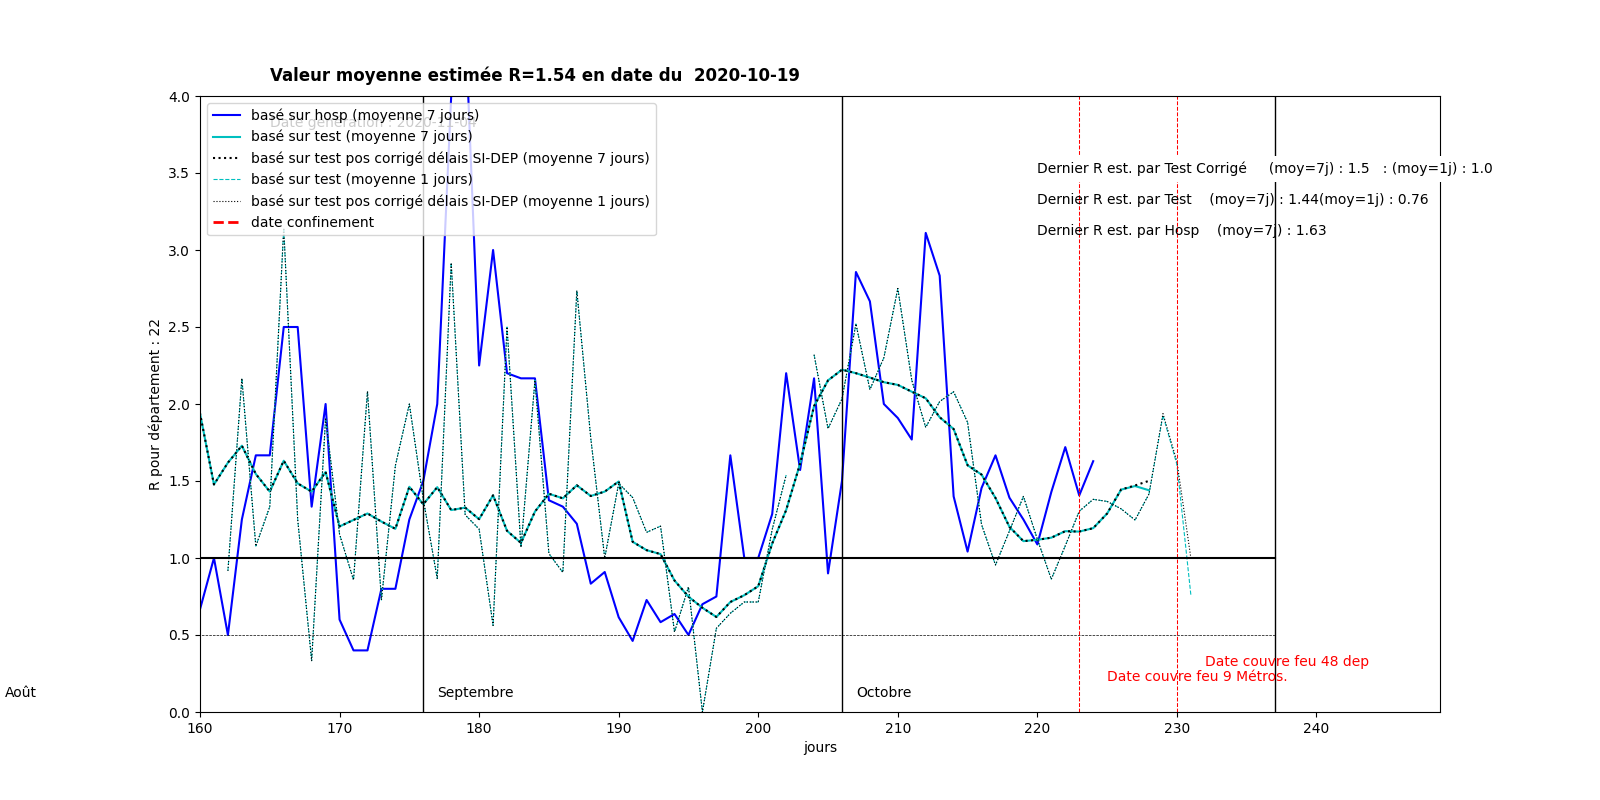 Valeur moyenne estimée R=1.54 en date du  2020-10-19
Date génération : 2020-11-04
basé sur hosp (moyenne 7 jours)
basé sur test (moyenne 7 jours)
basé sur test pos corrigé délais SI-DEP (moyenne 7 jours)
basé sur test (moyenne 1 jours)
basé sur test pos corrigé délais SI-DEP (moyenne 1 jours)
date confinement
Dernier R est. par Test Corrigé     (moy=7j) : 1.5   : (moy=1j) : 1.0
Dernier R est. par Test    (moy=7j) : 1.44(moy=1j) : 0.76
Dernier R est. par Hosp    (moy=7j) : 1.63
R pour département : 22
4.0
3.5
3.0
2.5
2.0
1.5
1.0
0.5
0.0
Date couvre feu 48 dep
Date couvre feu 9 Métros.
Août
Septembre
Octobre
160 170 180 190 200 210 220 230 240
jours